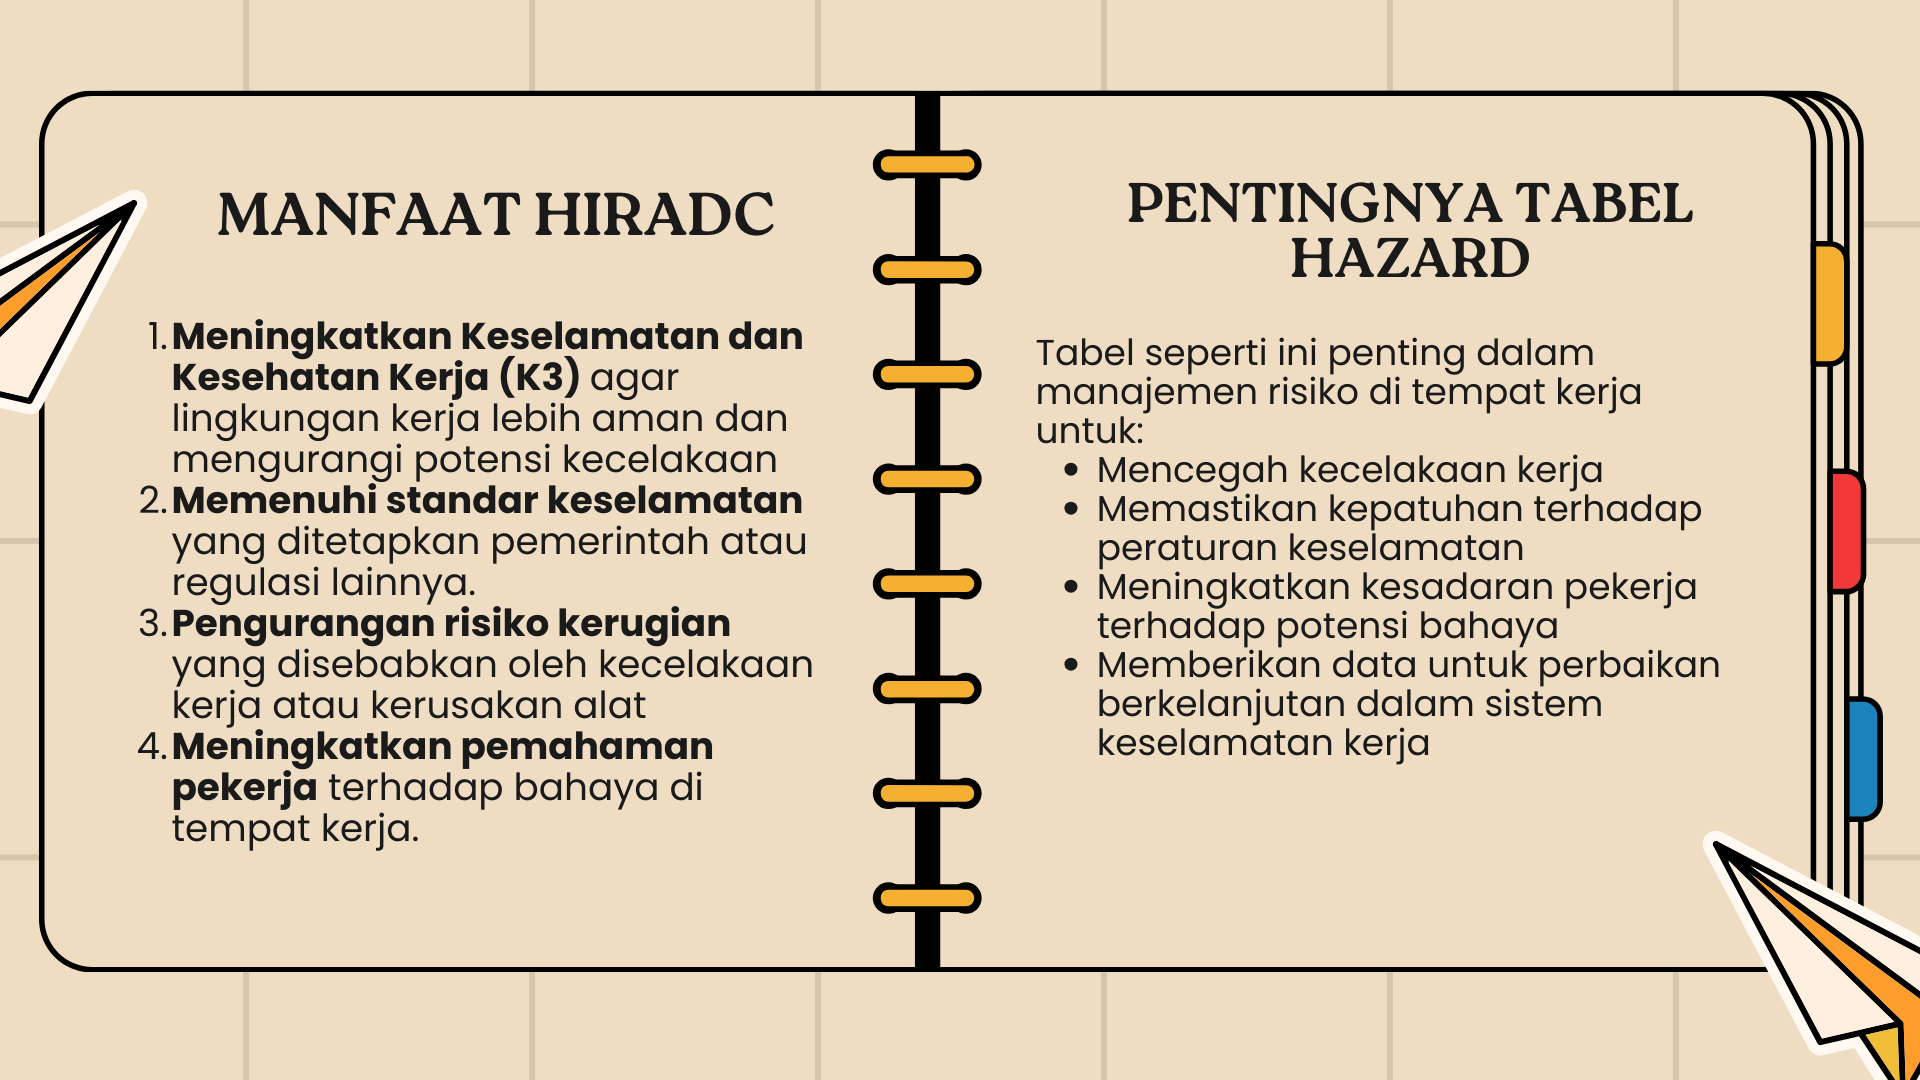 MANFAAT HIRADC
1. Meningkatkan Keselamatan dan
Kesehatan Kerja (K3) agar
lingkungan kerja lebih aman dan
mengurangi potensi kecelakaan
2. Memenuhi standar keselamatan
yang ditetapkan pemerintah atau
regulasi lainnya.
3. Pengurangan risiko kerugian
yang disebabkan oleh kecelakaan
kerja atau kerusakan alat
4. Meningkatkan pemahaman
pekerja terhadap bahaya di
tempat kerja.
PENTINGNYA TABEL
HAZARD
Tabel seperti ini penting dalam
manajemen risiko di tempat kerja
untuk:
• Mencegah kecelakaan kerja
• Memastikan kepatuhan terhadap
peraturan keselamatan
• Meningkatkan kesadaran pekerja
terhadap potensi bahaya
• Memberikan data untuk perbaikan
berkelanjutan dalam sistem
keselamatan kerja